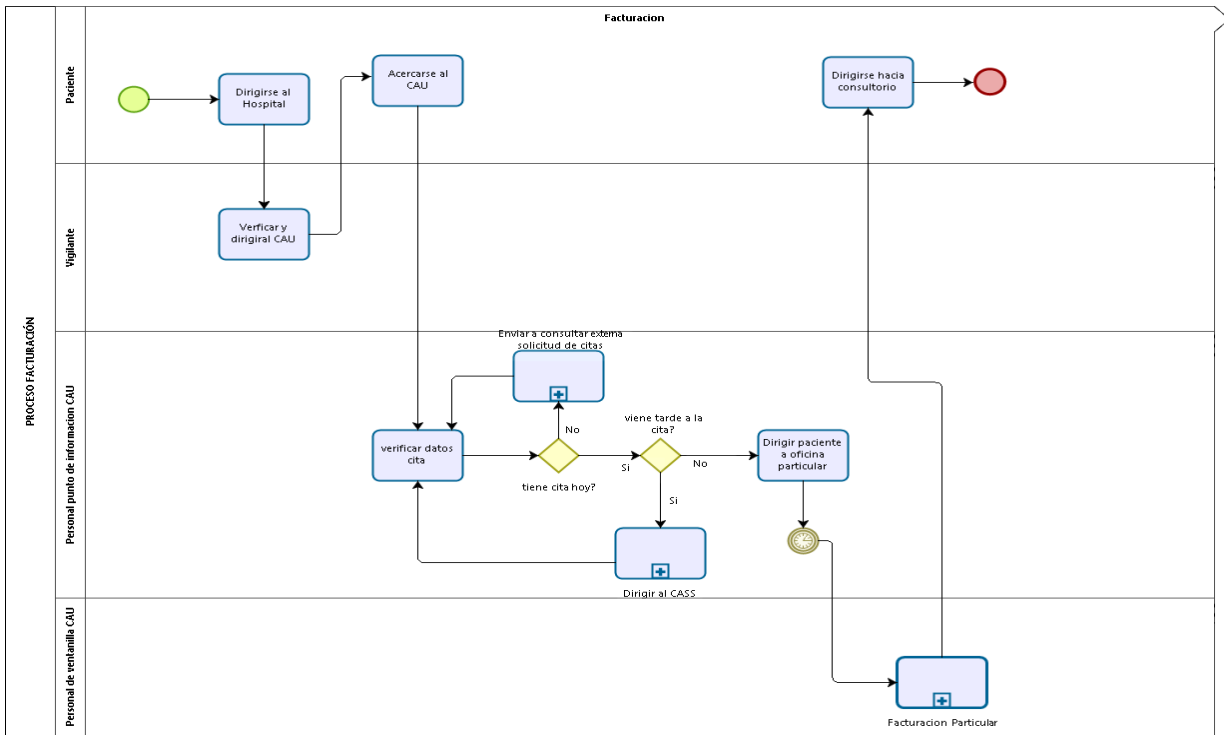 Facturacion
PROCESO FACTURACIÓN
Paciente
Dirigirse al
Hospital
Acercarse al
CAU
Dirigirse hacia
consultorio
Vigilante
Verficar y
dirigiral CAU
Personal punto de informacion CAU
Enviar a consultar externa
solicitud de citas
No
verificar datos
cita
tiene cita hoy?
Si
viene tarde a la
cita?
No
Si
Dirigir paciente
a oficina
particular
Dirigir al CASS
Personal de ventanilla CAU
Facturacion Particular